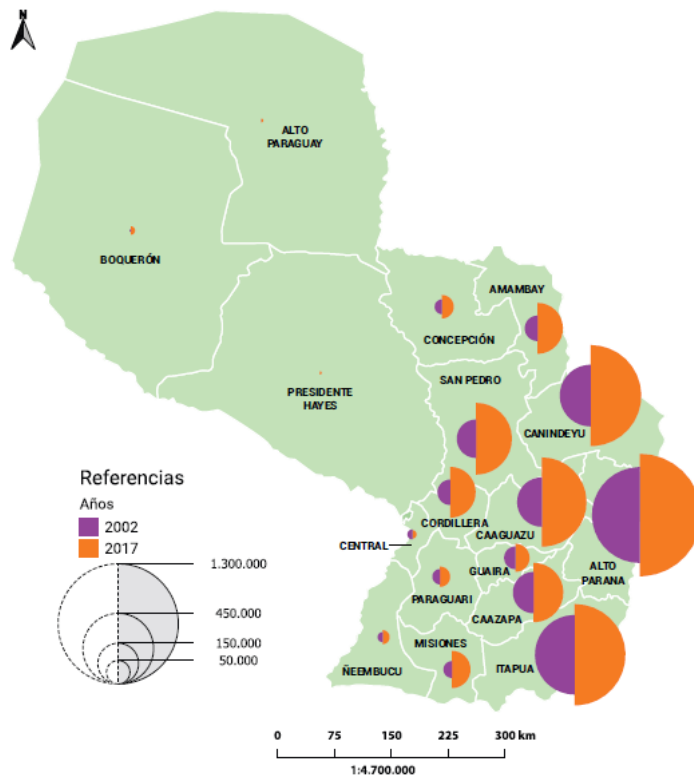 N
ALTO
PARAGUAY
BOQUERÓN
AMAMBAY
CONCEPCIÓN
SAN PEDRO
PRESIDENTE
HAYES
CANINDEYU
Referencias
Años
2002
2017
CORDILLERA
CAAGUAZU
CENTRAL
GUAIRA
ALTO
PARANA
1.300.000
PARAGUARI
CAAZAPA
450.000
150.000
50.000
MISIONES
ÑEEMBUCU
ITAPUA
0 75 150 225 300 km
1:4.700.000